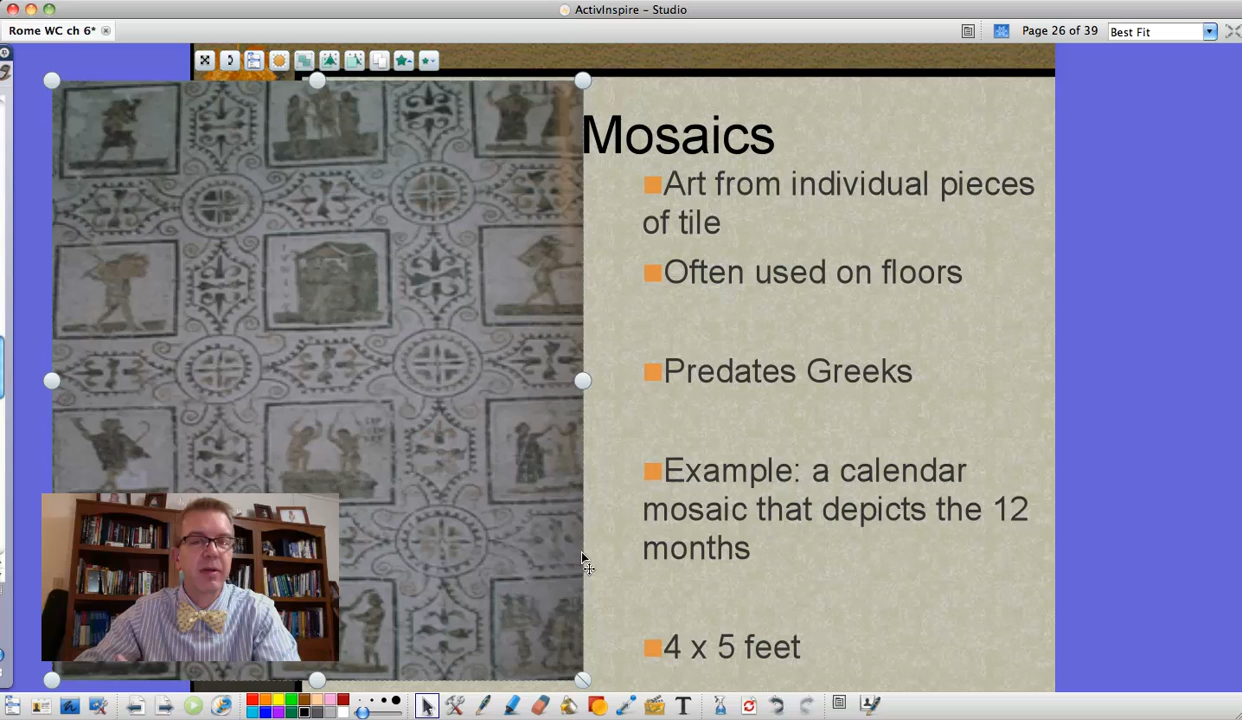 ActivInspire – Studio
Rome WC ch 6*
Page 26 of 39
Best Fit
Mosaics
Art from individual pieces
of tile
Often used on floors
Predates Greeks
Example: a calendar
mosaic that depicts the 12
months
4 x 5 feet